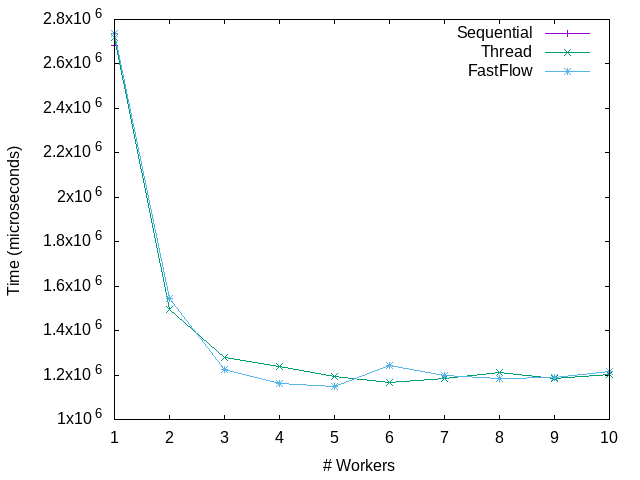 2.8x10^6
2.6x10^6
2.4x10^6
2.2x10^6
2x10^6
1.8x10^6
1.6x10^6
1.4x10^6
1.2x10^6
1x10^6
Time (microseconds)
Sequential
Thread
FastFlow
1 2 3 4 5 6 7 8 9 10
# Workers